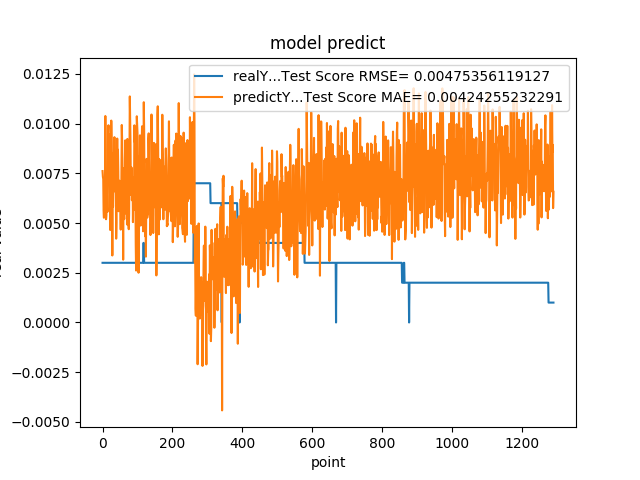 model predict
realY...Test Score RMSE= 0.00475356119127
predictY...Test Score MAE= 0.00424255232291
0.0125
0.0100
0.0075
0.0050
0.0025
0.0000
−0.0025
−0.0050
0 200 400 600 800 1000 1200
point